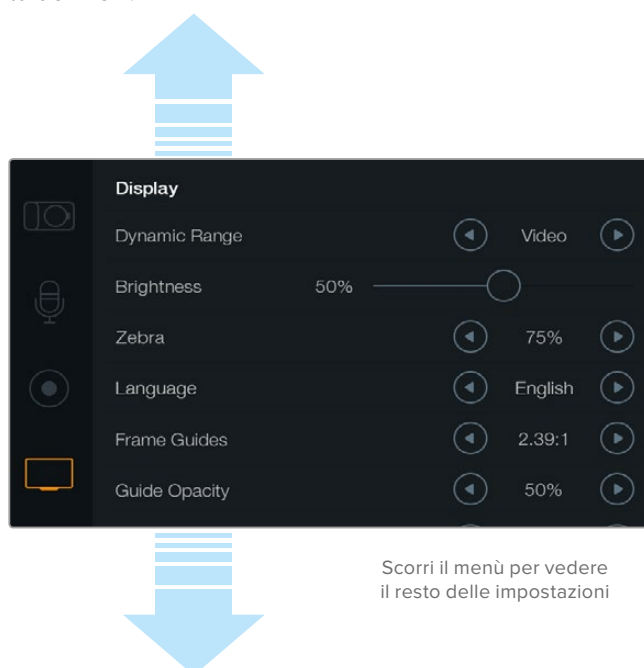 Display
Dynamic Range Video
Brightness 50%
Zebra 75%
Language English
Frame Guides 2.39:1
Guide Opacity 50%
Scorri il menù per vedere
il resto delle impostazioni